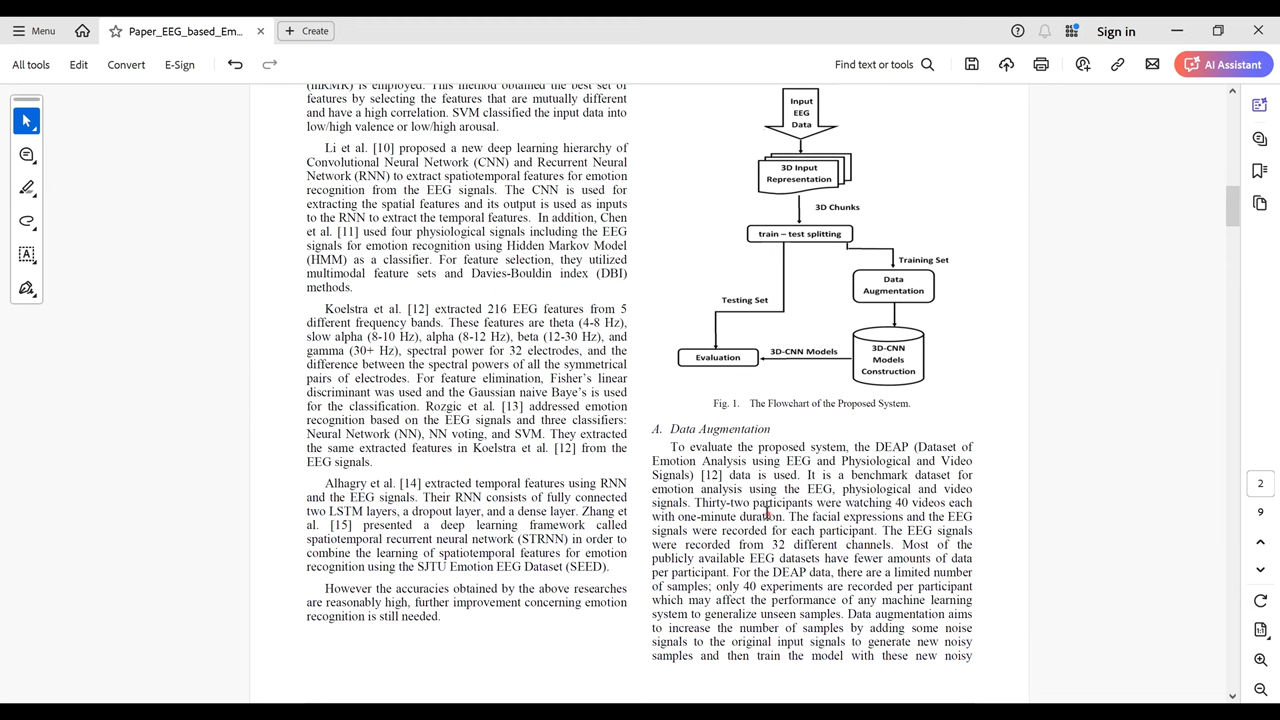 Menu
Paper_EEG_based_Em...
Create
Sign in
All tools
Edit
Convert
E-Sign
Find text or tools
AI Assistant
(mRMR) is employed. This method obtained the best set of
features by selecting the features that are mutually different
and have a high correlation. SVM classified the input data into
low/high valence or low/high arousal.
Li et al. [10] proposed a new deep learning hierarchy of
Convolutional Neural Network (CNN) and Recurrent Neural
Network (RNN) to extract spatiotemporal features for emotion
recognition from the EEG signals. The CNN is used for
extracting the spatial features and its output is used as inputs
to the RNN to extract the temporal features. In addition, Chen
et al. [11] used four physiological signals including the EEG
signals for emotion recognition using Hidden Markov Model
(HMM) as a classifier. For feature selection, they utilized
multimodal feature sets and Davies-Bouldin index (DBI)
methods.
Koelstra et al. [12] extracted 216 EEG features from 5
different frequency bands. These features are theta (4-8 Hz),
slow alpha (8-10 Hz), alpha (8-12 Hz), beta (12-30 Hz), and
gamma (30+ Hz), spectral power for 32 electrodes, and the
difference between the spectral powers of all the symmetrical
pairs of electrodes. For feature elimination, Fisher's linear
discriminant was used and the Gaussian naive Baye's is used
for the classification. Rozgic et al. [13] addressed emotion
recognition based on the EEG signals and three classifiers:
Neural Network (NN), NN voting, and SVM. They extracted
the same extracted features in Koelstra et al. [12] from the
EEG signals.
Alhagry et al. [14] extracted temporal features using RNN
and the EEG signals. Their RNN consists of fully connected
two LSTM layers, a dropout layer, and a dense layer. Zhang et
al. [15] presented a deep learning framework called
spatiotemporal recurrent neural network (STRNN) in order to
combine the learning of spatiotemporal features for emotion
recognition using the SJTU Emotion EEG Dataset (SEED).
However the accuracies obtained by the above researches
are reasonably high, further improvement concerning emotion
recognition is still needed.
Input
EEG
Data
3D Input
Representation
3D Chunks
train – test splitting
Training Set
Data
Augmentation
Testing Set
3D-CNN Models
Evaluation
3D-CNN
Models
Construction
Fig. 1. The Flowchart of the Proposed System.
A. Data Augmentation
To evaluate the proposed system, the DEAP (Dataset of
Emotion Analysis using EEG and Physiological and Video
Signals) [12] data is used. It is a benchmark dataset for
emotion analysis using the EEG, physiological and video
signals. Thirty-two participants were watching 40 videos each
with one-minute duration. The facial expressions and the EEG
signals were recorded for each participant. The EEG signals
were recorded from 32 different channels. Most of the
publicly available EEG datasets have fewer amounts of data
per participant. For the DEAP data, there are a limited number
of samples; only 40 experiments are recorded per participant
which may affect the performance of any machine learning
system to generalize unseen samples. Data augmentation aims
to increase the number of samples by adding some noise
signals to the original input signals to generate new noisy
samples and then train the model with these new noisy
2
9